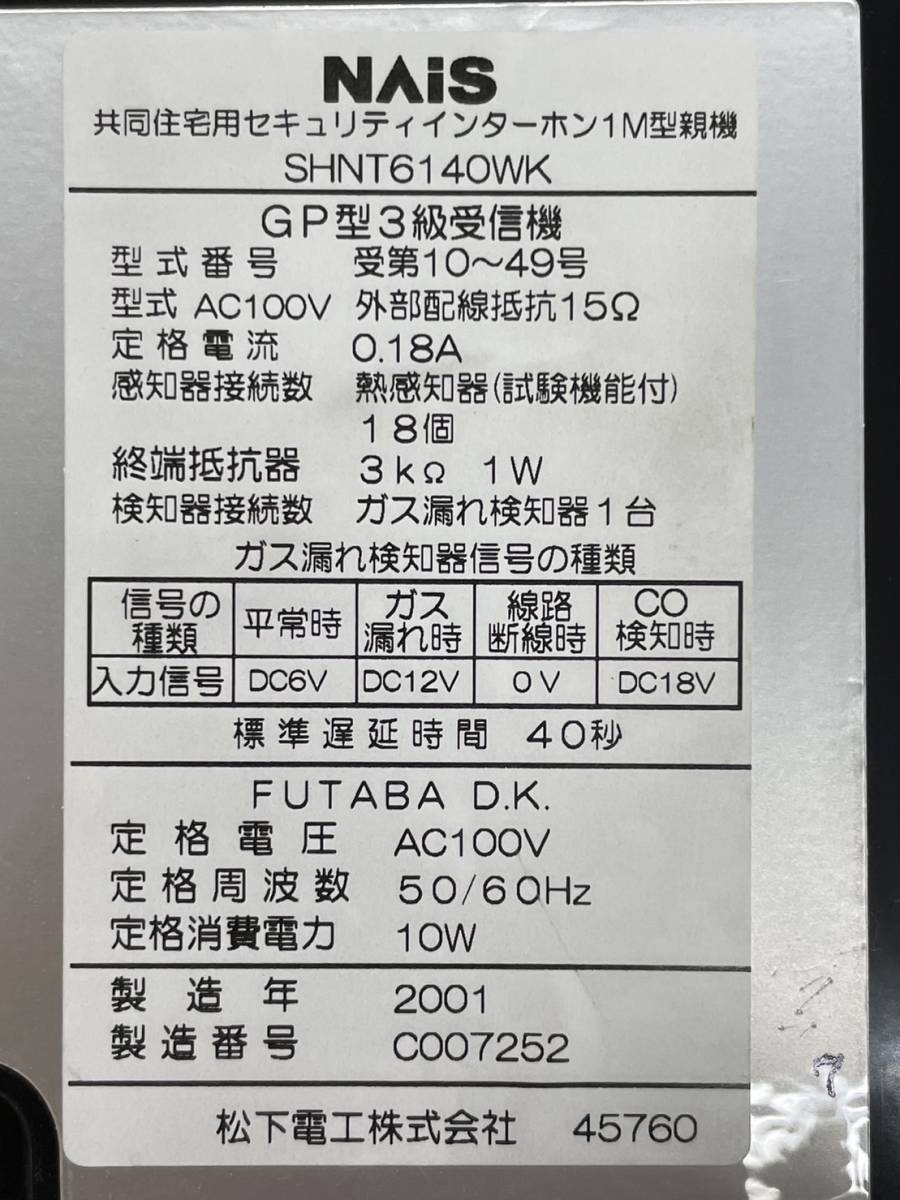 NAiS
共同住宅用セキュリティインターホン1M型親機
SHNT6140WK
GP型3級受信機
型式番号 受第10～49号
型式 AC100V 外部配線抵抗15Ω
定格電流 0.18A
感知器接続数 熱感知器(試験機能付)
18個
終端抵抗器 3kΩ 1W
検知器接続数 ガス漏れ検知器1台
ガス漏れ検知器信号の種類
信号の種類 平常時 ガス漏れ時 線路断線時 CO検知時
入力信号 DC6V DC12V 0V DC18V
標準遅延時間 40秒
FUTABA D.K.
定格電圧 AC100V
定格周波数 50/60Hz
定格消費電力 10W
製造年 2001
製造番号 C007252
松下電工株式会社 45760